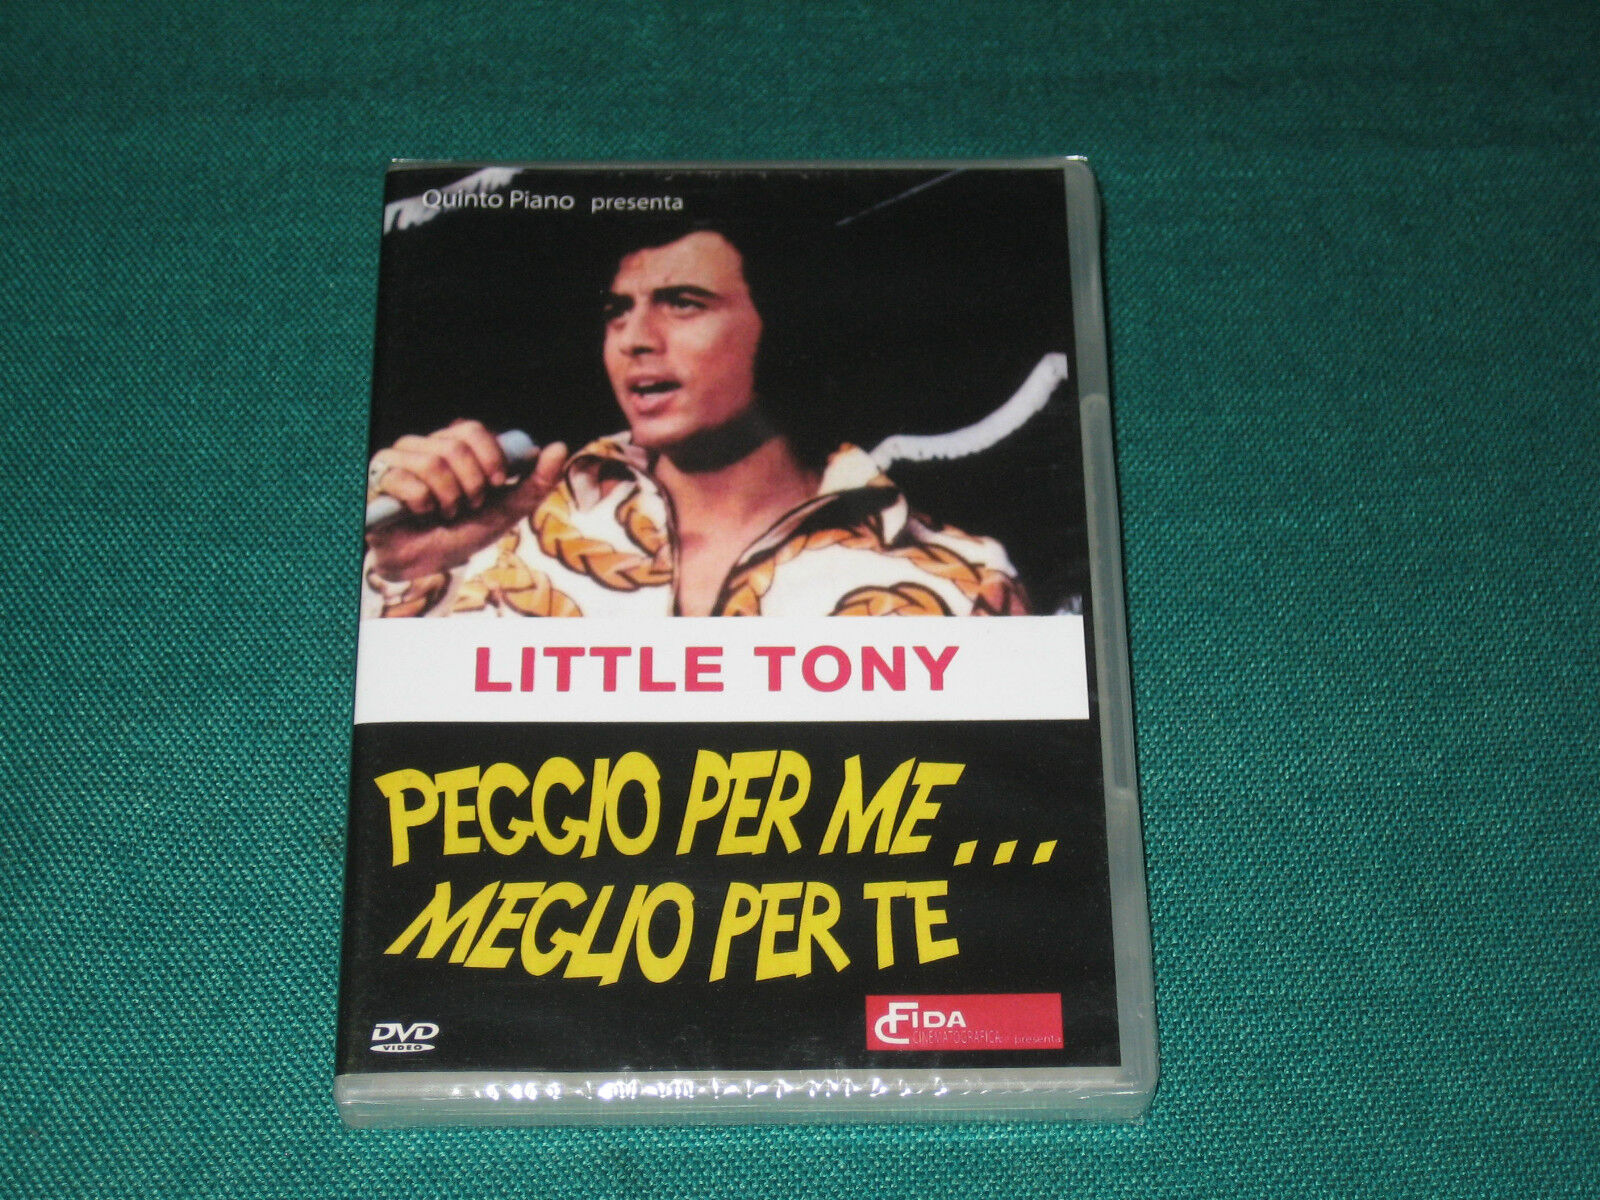 Quinto Piano presenta
LITTLE TONY
PEGGIO PER ME...
MEGLIO PER TE
DVD
VIDEO
FIDA
CINEMATOGRAFICA presenta